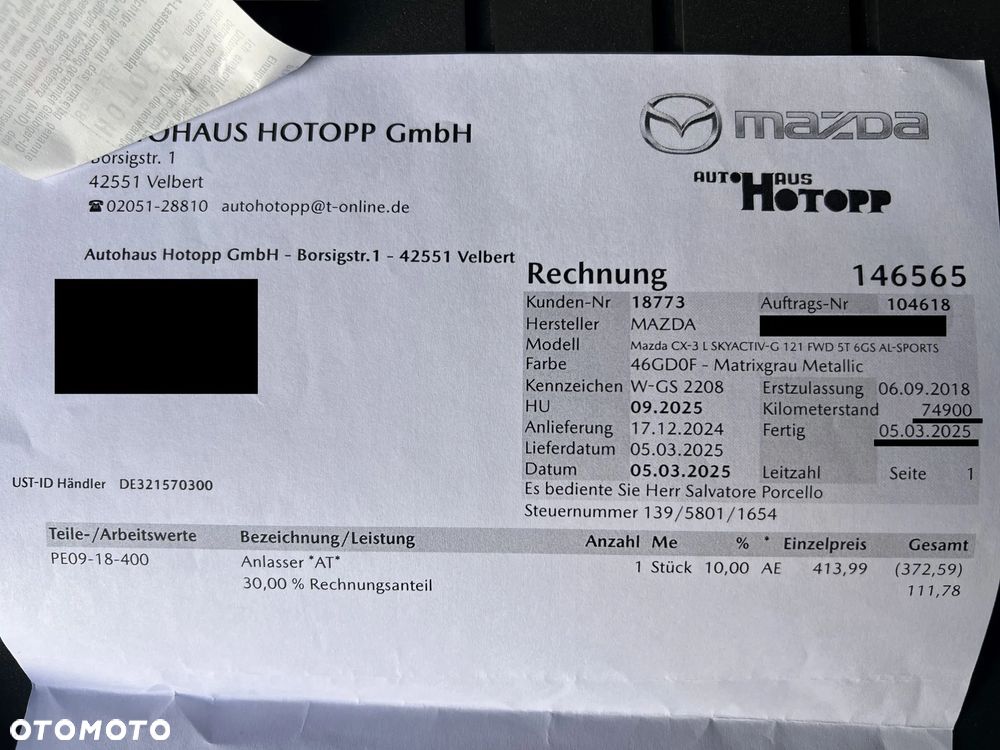 HAUS HOTOPP GmbH
Borsigstr. 1
42551 Velbert
☎02051-28810 autohotopp@t-online.de
mazda
AUTOHAUS
HOTOPP
Autohaus Hotopp GmbH - Borsigstr.1 - 42551 Velbert
Rechnung 146565
Kunden-Nr 18773 Auftrags-Nr 104618
Hersteller MAZDA
Modell Mazda CX-3 L SKYACTIV-G 121 FWD 5T 6GS AL-SPORTS
Farbe 46GD0F - Matrixgrau Metallic
Kennzeichen W-GS 2208 Erstzulassung 06.09.2018
HU 09.2025 Kilometerstand 74900
Anlieferung 17.12.2024 Fertig 05.03.2025
Lieferdatum 05.03.2025
Datum 05.03.2025 Leitzahl Seite 1
UST-ID Händler DE321570300
Es bediente Sie Herr Salvatore Porcello
Steuernummer 139/5801/1654
Teile-/Arbeitswerte Bezeichnung/Leistung Anzahl Me % * Einzelpreis Gesamt
PE09-18-400 Anlasser *AT* 1 Stück 10,00 AE 413,99 (372,59)
30,00 % Rechnungsanteil 111,78
OTOMOTO